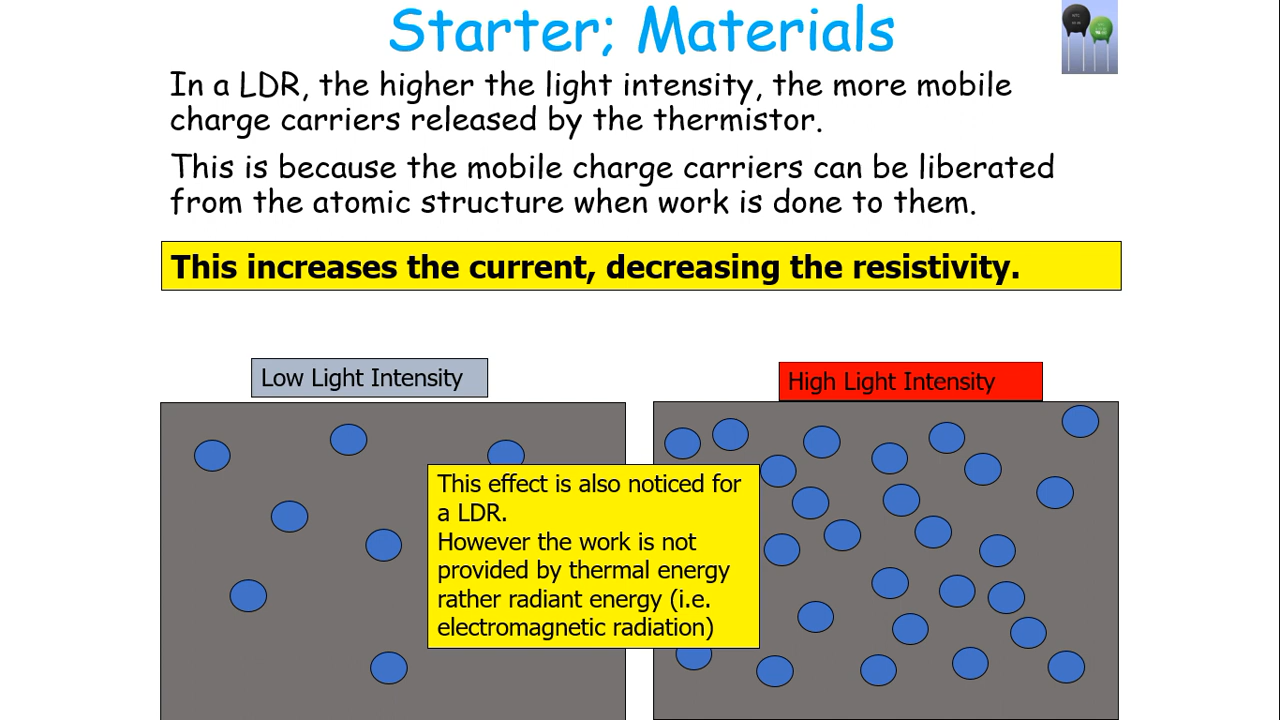 Starter; Materials
In a LDR, the higher the light intensity, the more mobile
charge carriers released by the thermistor.
This is because the mobile charge carriers can be liberated
from the atomic structure when work is done to them.
This increases the current, decreasing the resistivity.
Low Light Intensity
High Light Intensity
This effect is also noticed for
a LDR.
However the work is not
provided by thermal energy
rather radiant energy (i.e.
electromagnetic radiation)